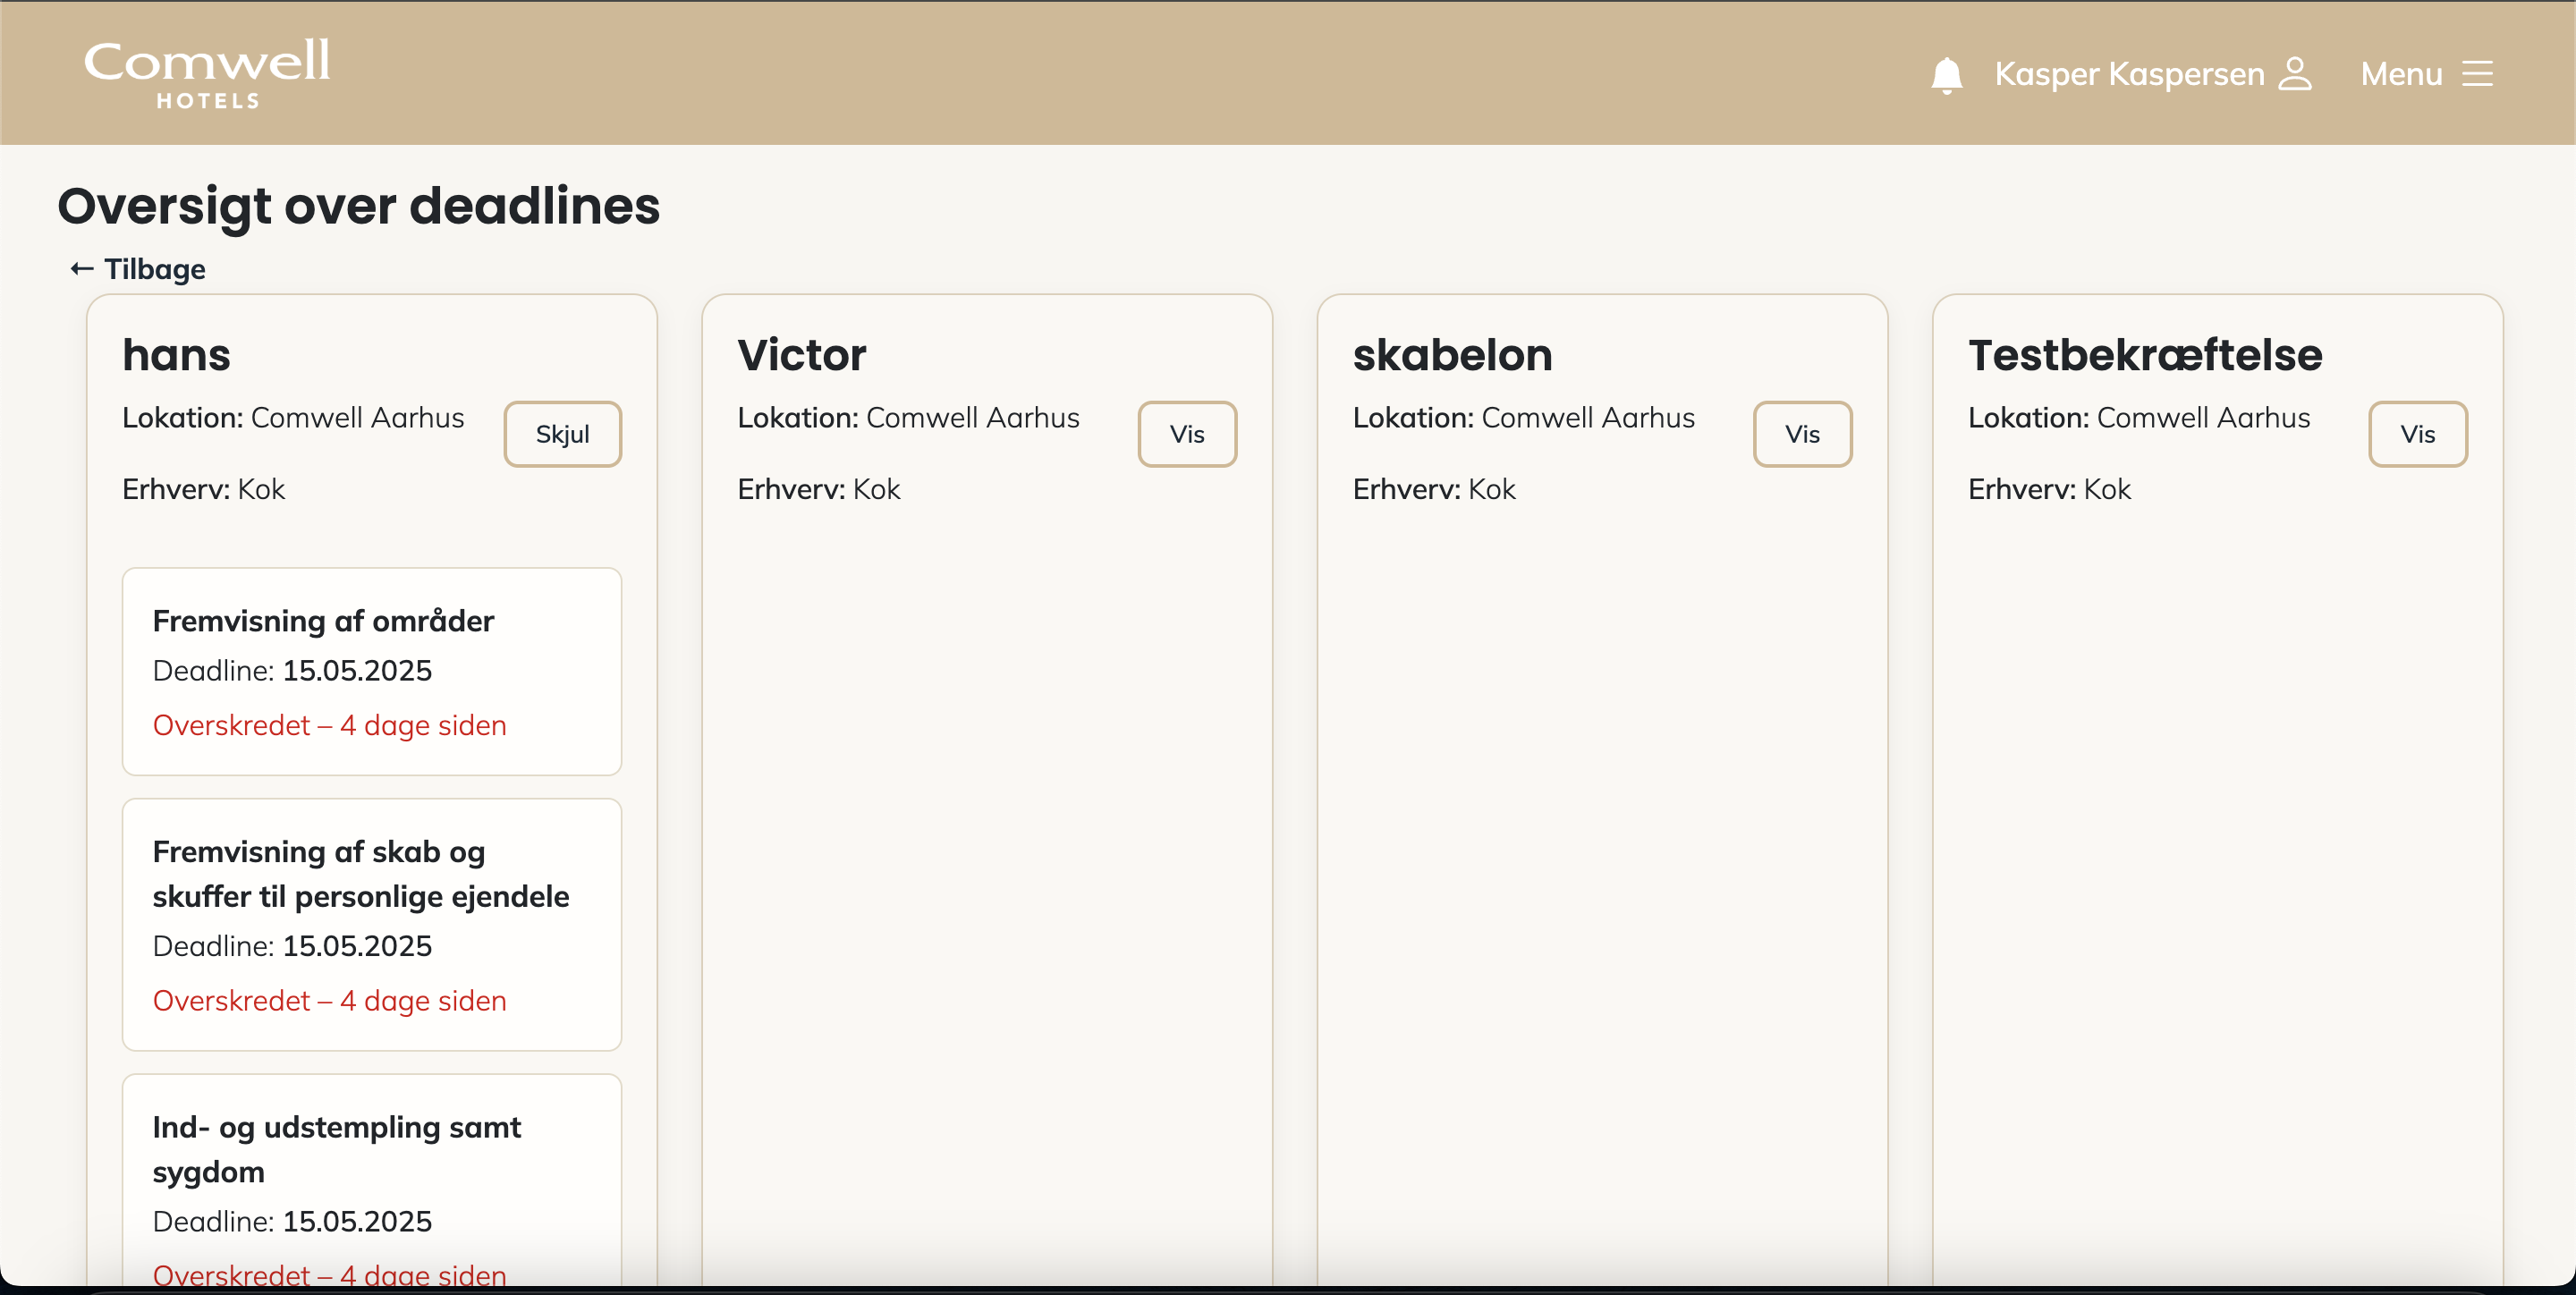 Comwell
HOTELS
Kasper Kaspersen
Menu
Oversigt over deadlines
← Tilbage
hans
Lokation: Comwell Aarhus
Skjul
Erhverv: Kok
Fremvisning af områder
Deadline: 15.05.2025
Overskredet – 4 dage siden
Fremvisning af skab og
skuffer til personlige ejendele
Deadline: 15.05.2025
Overskredet – 4 dage siden
Ind- og udstempling samt
sygdom
Deadline: 15.05.2025
Overskredet – 4 dage siden
Victor
Lokation: Comwell Aarhus
Vis
Erhverv: Kok
skabelon
Lokation: Comwell Aarhus
Vis
Erhverv: Kok
Testbekræftelse
Lokation: Comwell Aarhus
Vis
Erhverv: Kok